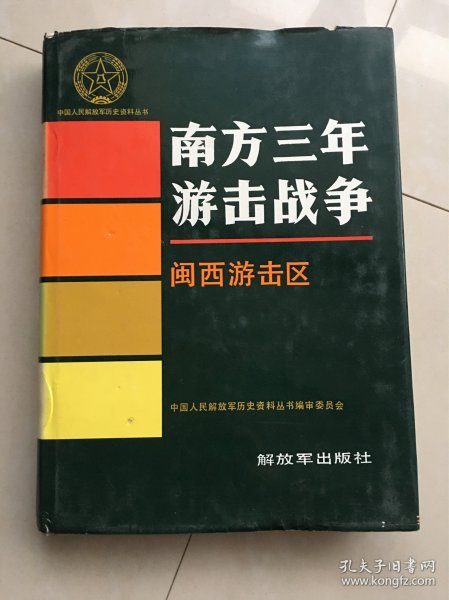 中国人民解放军历史资料丛书
南方三年
游击战争
闽西游击区
中国人民解放军历史资料丛书编审委员会
解放军出版社
孔夫子旧书网
www.kongfz.com